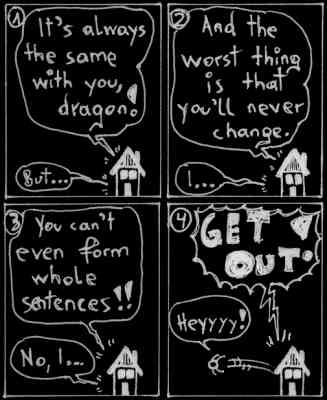 1
It's always
the same
with you,
dragon!
But...
2
And the
worst thing
is that
you'll never
change.
I...
3
You can't
even form
whole
sentences!!
No, I...
4
GET
OUT!
Heyyyy!